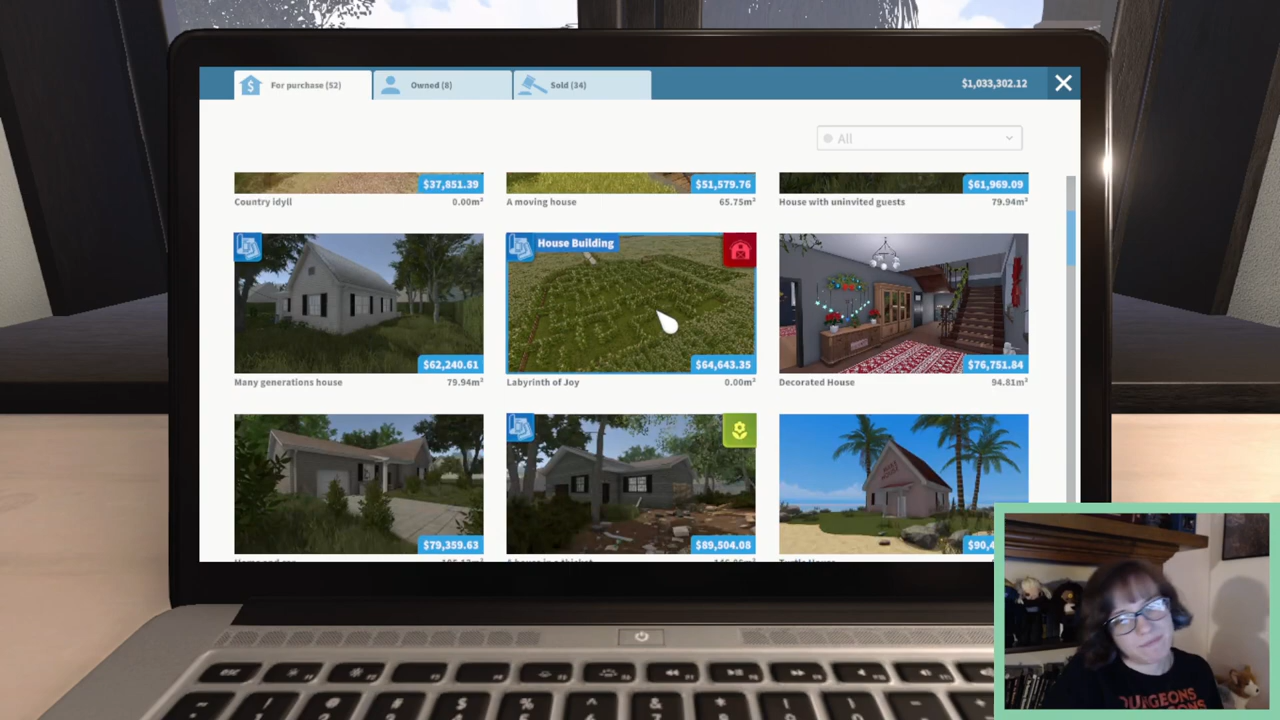 For purchase (52)
Owned (8)
Sold (34)
$1,033,302.12
All
$37,851.39
$51,579.76
$61,969.09
Country idyll
0.00m²
A moving house
65.75m²
House with uninvited guests
79.94m²
House Building
$62,240.61
$64,643.35
$76,751.84
Many generations house
79.94m²
Labyrinth of Joy
0.00m²
Decorated House
94.81m²
$79,359.63
$89,504.08
$90,4
DUNGEONS